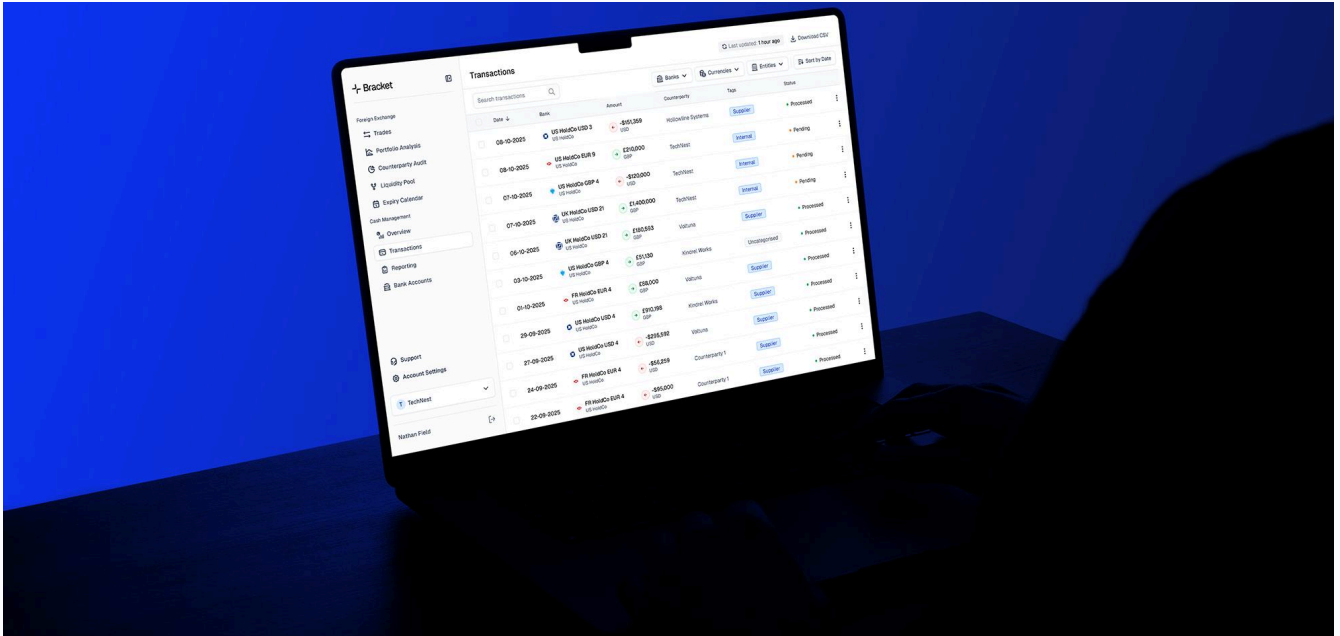 Bracket
Foreign Exchange
Trades
Portfolio Analysis
Counterparty Audit
Liquidity Pool
Expiry Calendar
Cash Management
Overview
Transactions
Reporting
Bank Accounts
Support
Account Settings
T TechNest
Nathan Field
Transactions
Last updated 1 hour ago
Download CSV
Search transactions
Banks
Currencies
Entities
Sort by Date
Date Bank Amount Counterparty Tags Status
08-10-2025 US HoldCo USD 3 -$151,359 Hollowline Systems Supplier Processed
US HoldCo USD
08-10-2025 US HoldCo EUR 9 £210,000 TechNest Internal Pending
US HoldCo GBP
07-10-2025 US HoldCo GBP 4 -$120,000 TechNest Internal Pending
US HoldCo USD
07-10-2025 UK HoldCo USD 21 £1,400,000 TechNest Internal Pending
US HoldCo GBP
06-10-2025 UK HoldCo USD 21 £180,593 Valtuna Supplier Processed
US HoldCo GBP
03-10-2025 US HoldCo GBP 4 £51,130 Kindrel Works Uncategorised Processed
US HoldCo GBP
01-10-2025 FR HoldCo EUR 4 £58,000 Valtuna Supplier Processed
US HoldCo GBP
29-09-2025 US HoldCo USD 4 £910,198 Kindrel Works Supplier Processed
US HoldCo GBP
27-09-2025 US HoldCo USD 4 -$235,592 Valtuna Supplier Processed
US HoldCo USD
24-09-2025 FR HoldCo EUR 4 -$56,259 Counterparty 1 Supplier Processed
US HoldCo USD
22-09-2025 FR HoldCo EUR 4 -$95,000 Counterparty 1 Supplier Processed
US HoldCo USD